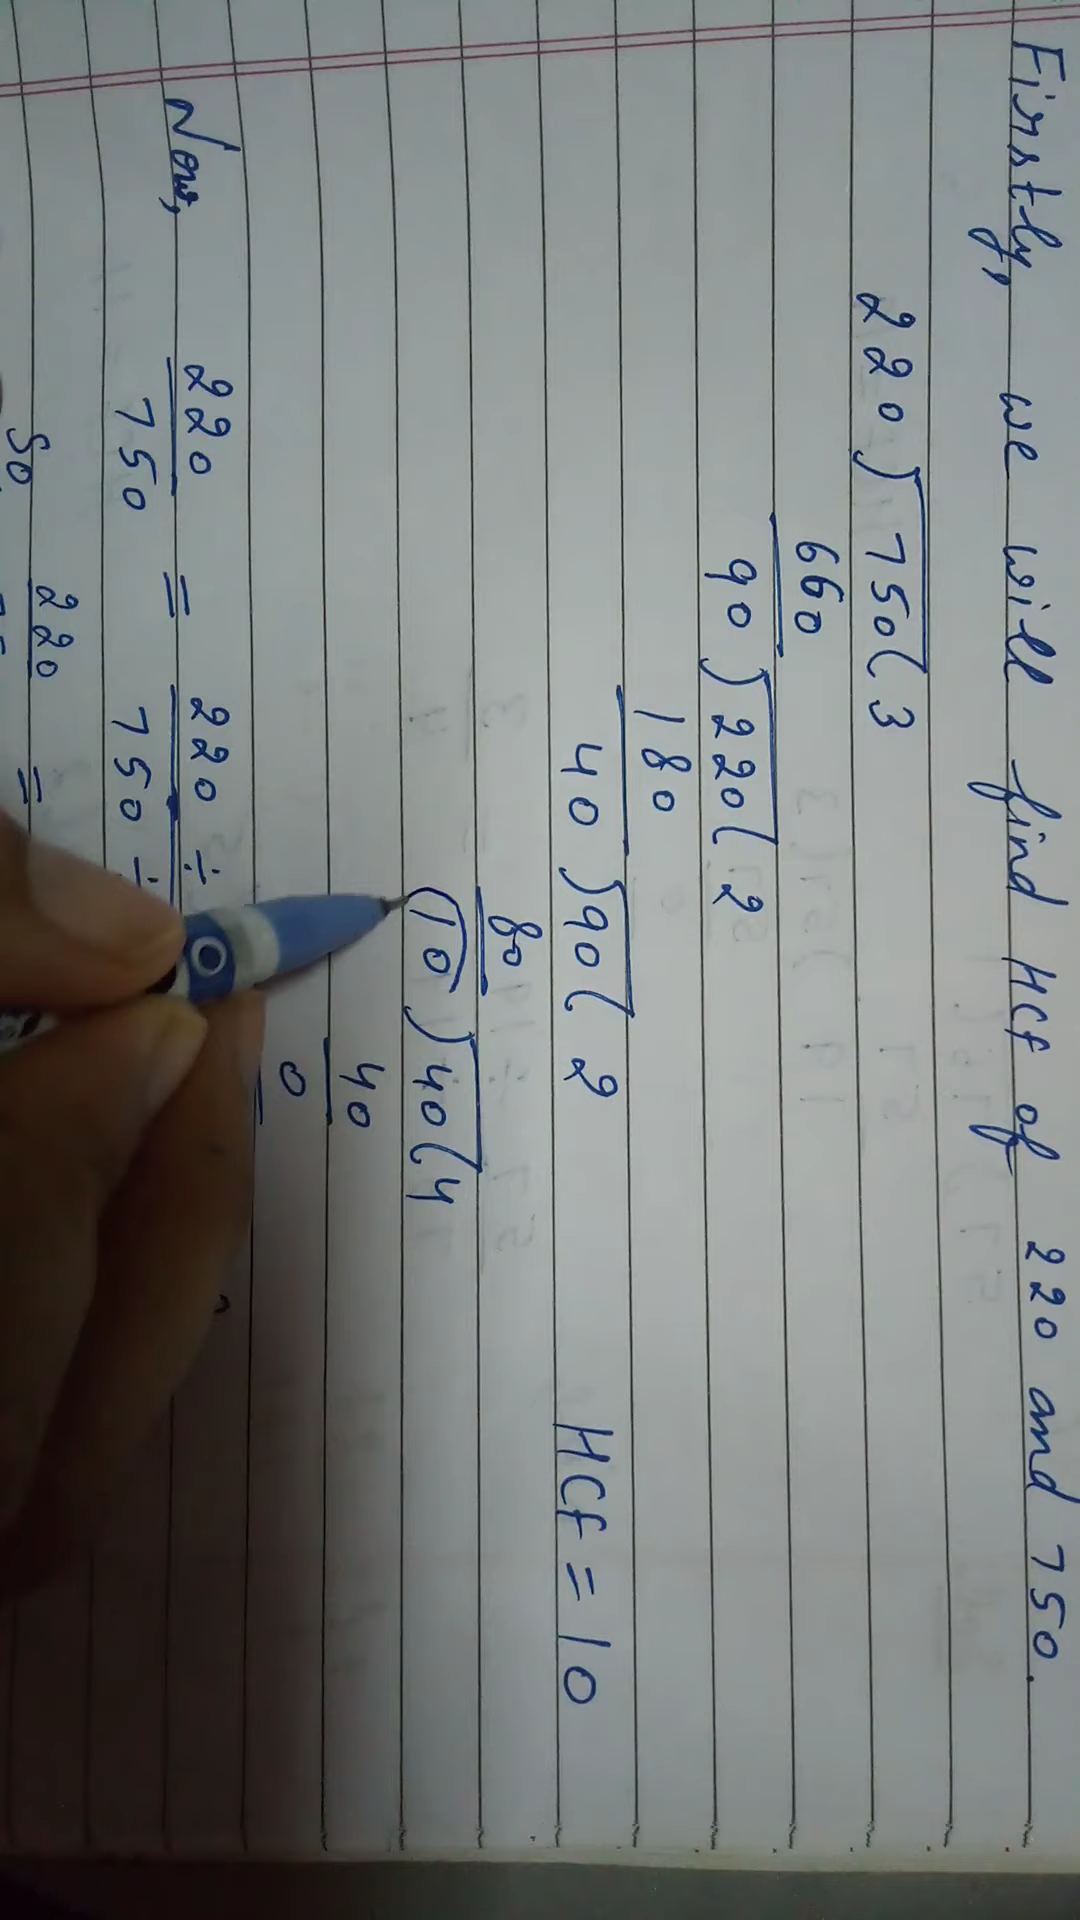 Firstly, we will find HCf of 220 and 750.
220 ) 750 ( 3
660
90 ) 220 ( 2
180
40 ) 90 ( 2
HCf = 10
80
10 ) 40 ( 4
40
0
Now, 220 = 220 ÷
750 750 ÷
So 220 =